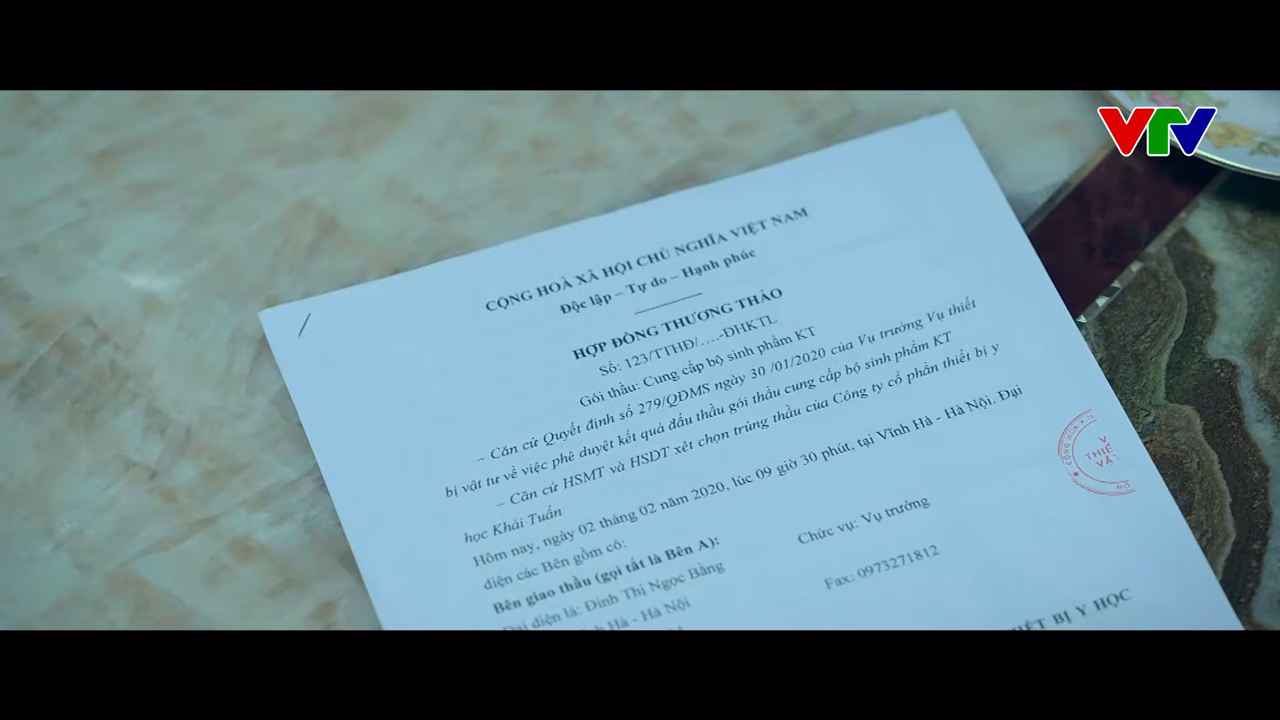 VTV
CỘNG HOÀ XÃ HỘI CHỦ NGHĨA VIỆT NAM
Độc lập – Tự do – Hạnh phúc
HỢP ĐỒNG THƯƠNG THẢO
Số: 123/TTHĐ/….-ĐHKTL
Gói thầu: Cung cấp bộ sinh phẩm KT
– Căn cứ Quyết định số 279/QĐMS ngày 30 /01/2020 của Vụ trưởng Vụ thiết
bị vật tư về việc phê duyệt kết quả đấu thầu gói thầu cung cấp bộ sinh phẩm KT
– Căn cứ HSMT và HSDT xét chọn trúng thầu của Công ty cổ phần thiết bị y
học Khải Tuấn
Hôm nay, ngày 02 tháng 02 năm 2020, lúc 09 giờ 30 phút, tại Vĩnh Hà - Hà Nội. Đại
diện các Bên gồm có:
Bên giao thầu (gọi tắt là Bên A):
Đại diện là: Đinh Thị Ngọc Bằng Chức vụ: Vụ trưởng
Hà - Hà Nội Fax: 0973271812
BỊ Y HỌC
CỘNG HÒA
V
THIẾ
VẬ